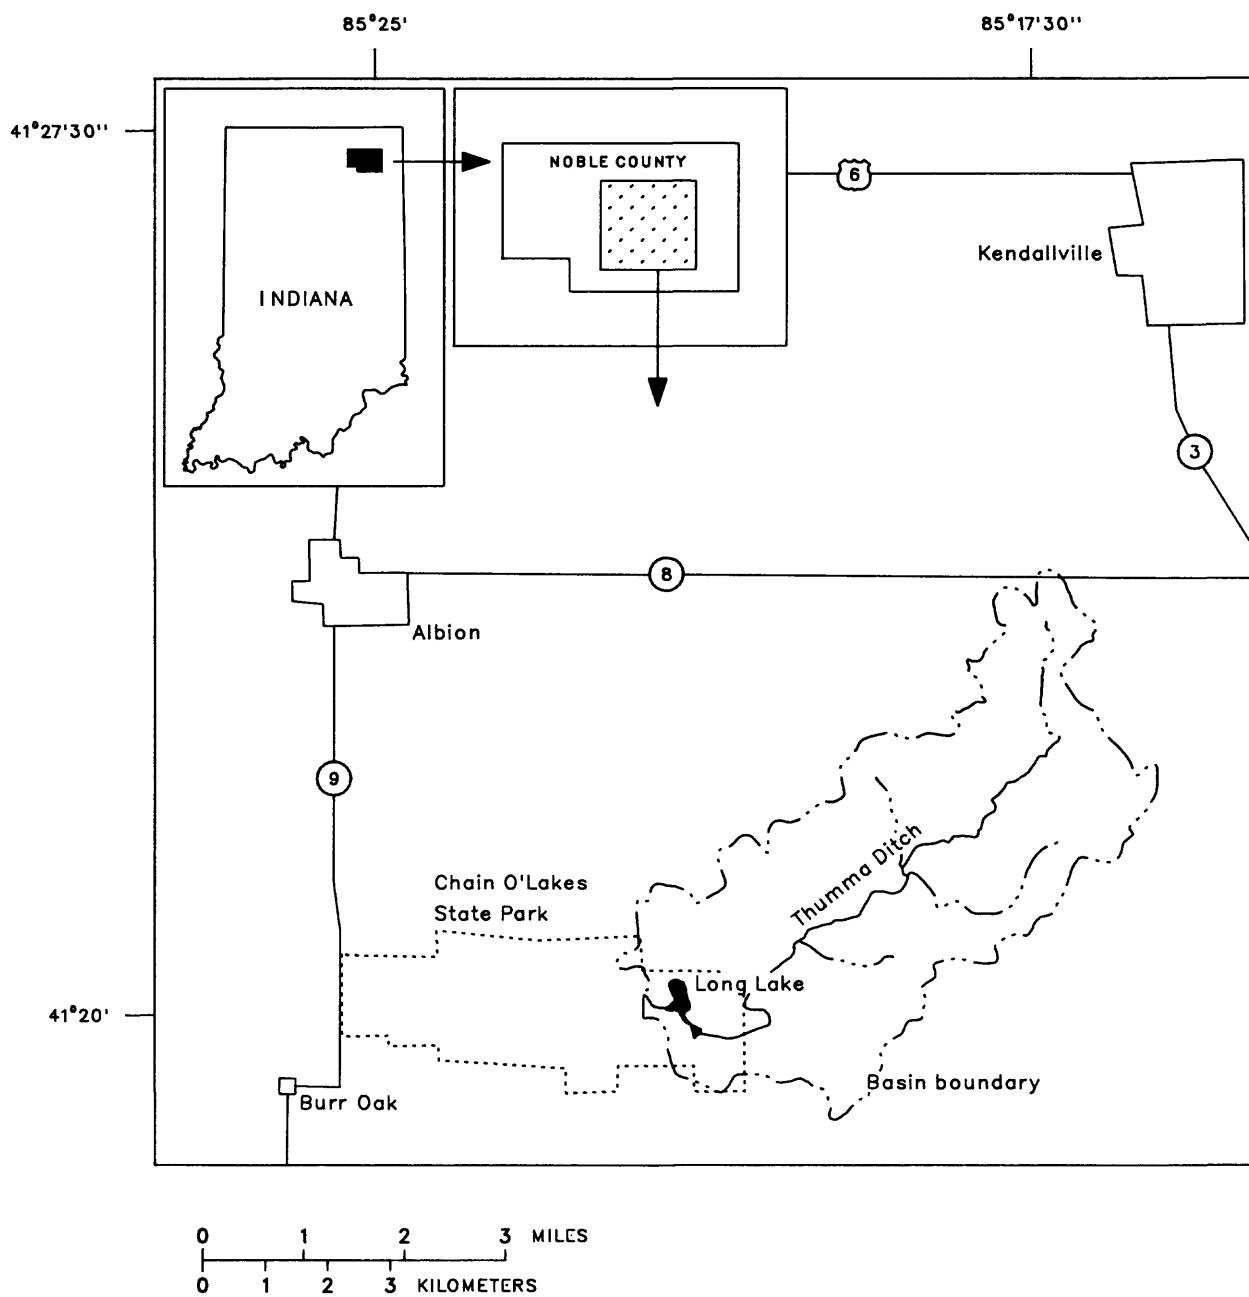 85°25'
85°17'30"
41°27'30"
NOBLE COUNTY
6
Kendallville
INDIANA
3
8
Albion
9
Thumma Ditch
Chain O'Lakes
State Park
Long Lake
41°20'
Basin boundary
Burr Oak
0 1 2 3 MILES
0 1 2 3 KILOMETERS